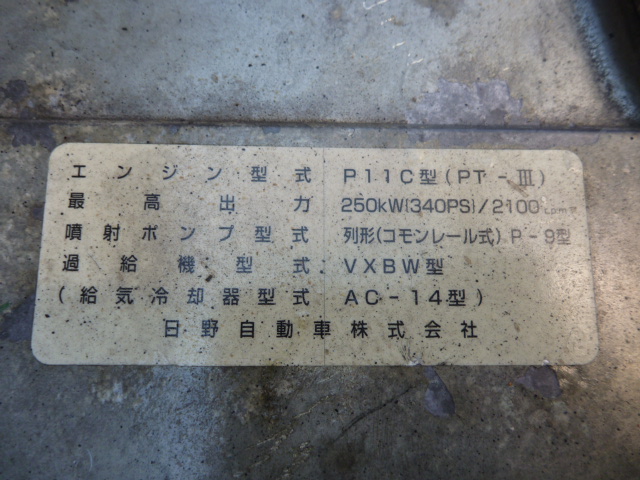 エンジン型式 P11C型(PT-Ⅲ)
最高出力 250kW(340PS)/2100
噴射ポンプ型式 列形(コモンレール式) P-9型
過給機型式 VXBW型
(給気冷却器型式 AC-14型)
日野自動車株式会社